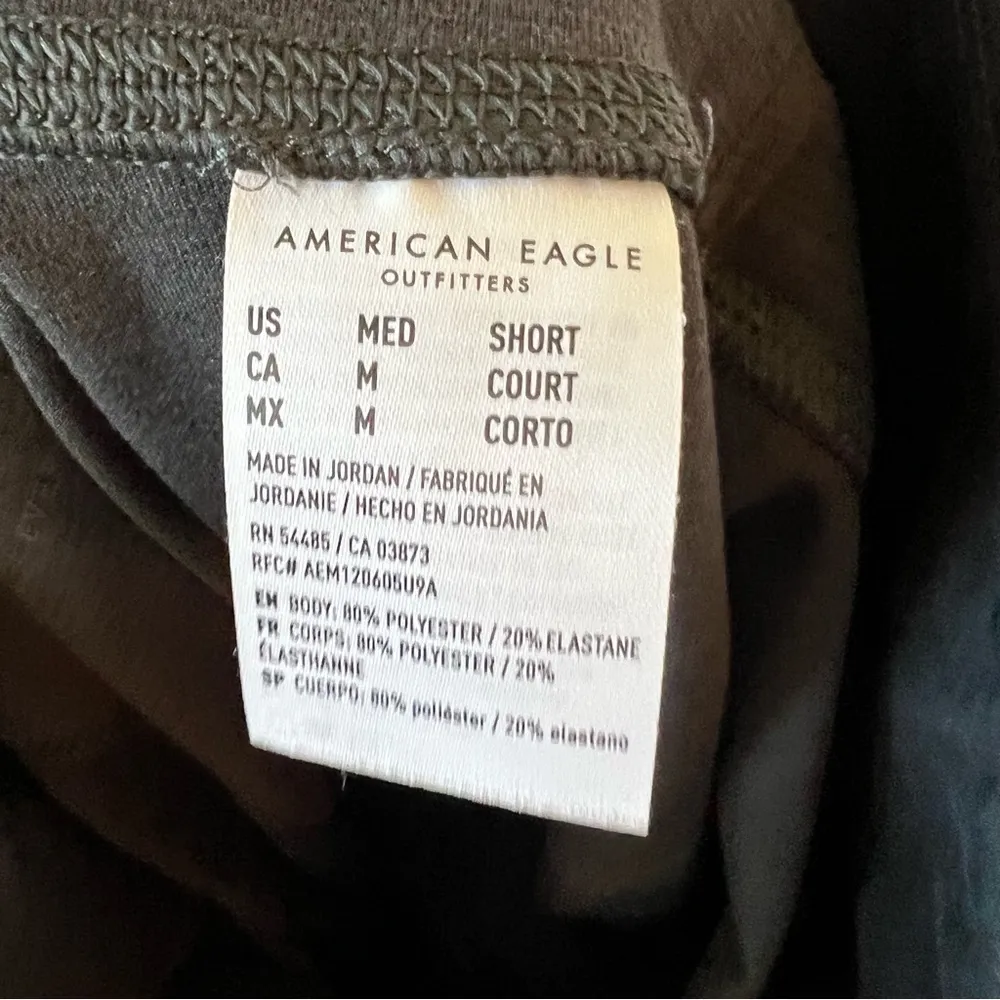 AMERICAN EAGLE
OUTFITTERS
US MED SHORT
CA M COURT
MX M CORTO
MADE IN JORDAN / FABRIQUÉ EN
JORDANIE / HECHO EN JORDANIA
RN 54485 / CA 03873
RFC# AEM120605U9A
EN BODY: 80% POLYESTER / 20% ELASTANE
FR CORPS: 80% POLYESTER / 20%
ÉLASTHANNE
SP CUERPO: 80% poliéster / 20% elastano